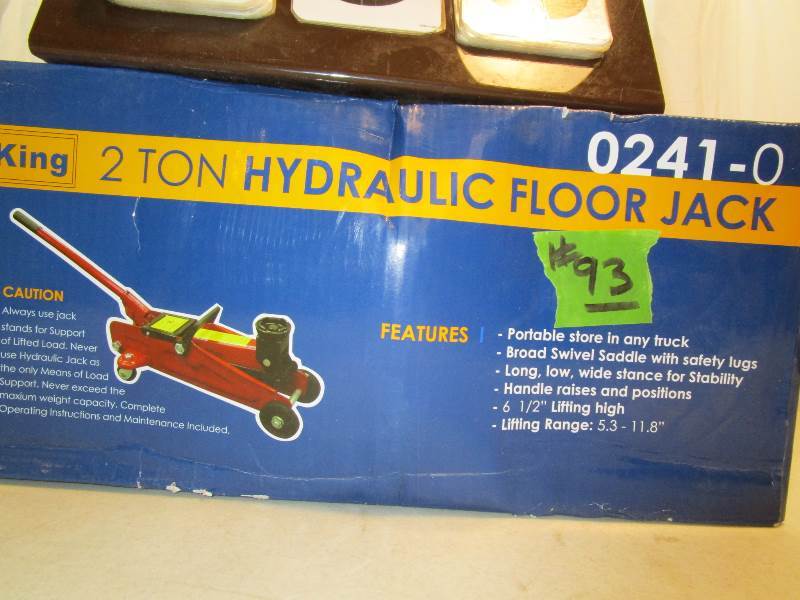 King
2 TON HYDRAULIC FLOOR JACK
0241-0
#93
CAUTION
Always use jack
stands for Support
of Lifted Load. Never
use Hydraulic Jack as
the only Means of Load
Support. Never exceed the
maxium weight capacity. Complete
Operating Instructions and Maintenance Included.
FEATURES
- Portable store in any truck
- Broad Swivel Saddle with safety lugs
- Long, low, wide stance for Stability
- Handle raises and positions
- 6 1/2" Lifting high
- Lifting Range: 5.3 - 11.8"